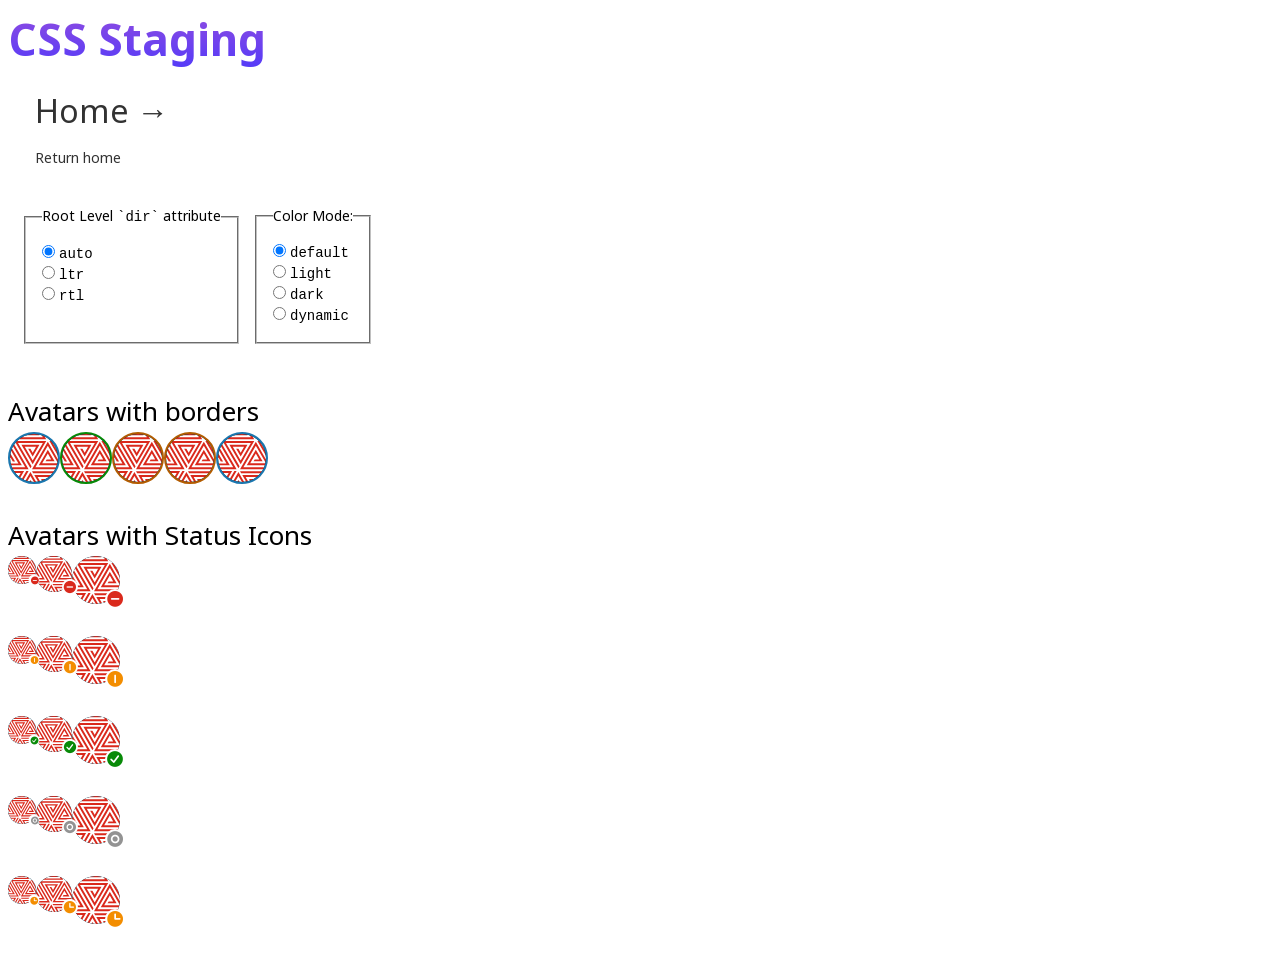 CSS Staging
Home →
Return home
Root Level `dir` attribute
auto
ltr
rtl
Color Mode:
default
light
dark
dynamic
Avatars with borders
Avatars with Status Icons